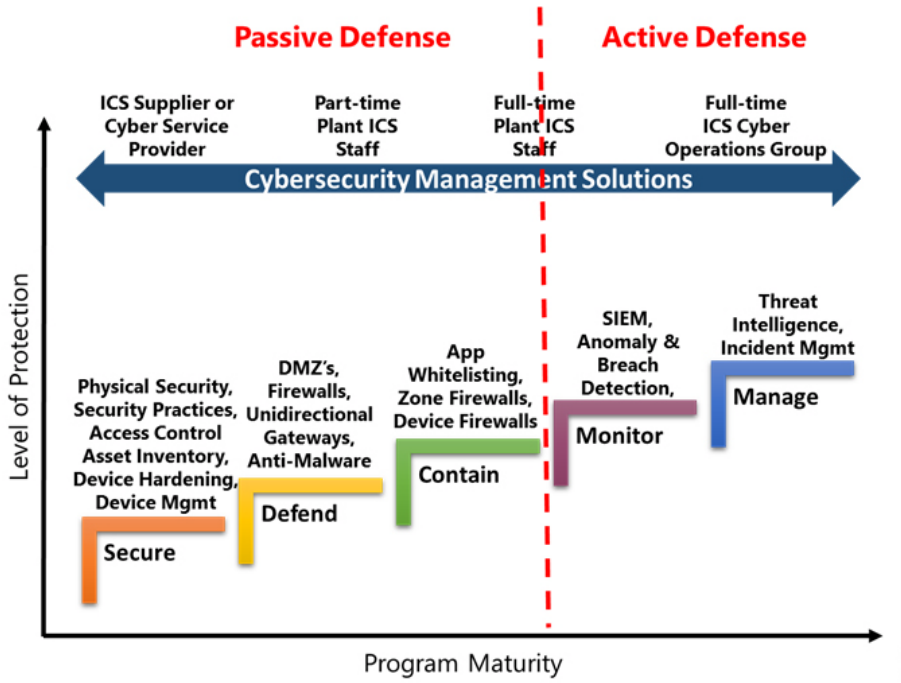 Passive Defense
Active Defense
ICS Supplier or
Cyber Service
Provider
Part-time
Plant ICS
Staff
Full-time
Plant ICS
Staff
Full-time
ICS Cyber
Operations Group
Cybersecurity Management Solutions
Level of Protection
Physical Security,
Security Practices,
Access Control
Asset Inventory,
Device Hardening,
Device Mgmt
Secure
DMZ's,
Firewalls,
Unidirectional
Gateways,
Anti-Malware
Defend
App
Whitelisting,
Zone Firewalls,
Device Firewalls
Contain
SIEM,
Anomaly &
Breach
Detection,
Monitor
Threat
Intelligence,
Incident Mgmt
Manage
Program Maturity